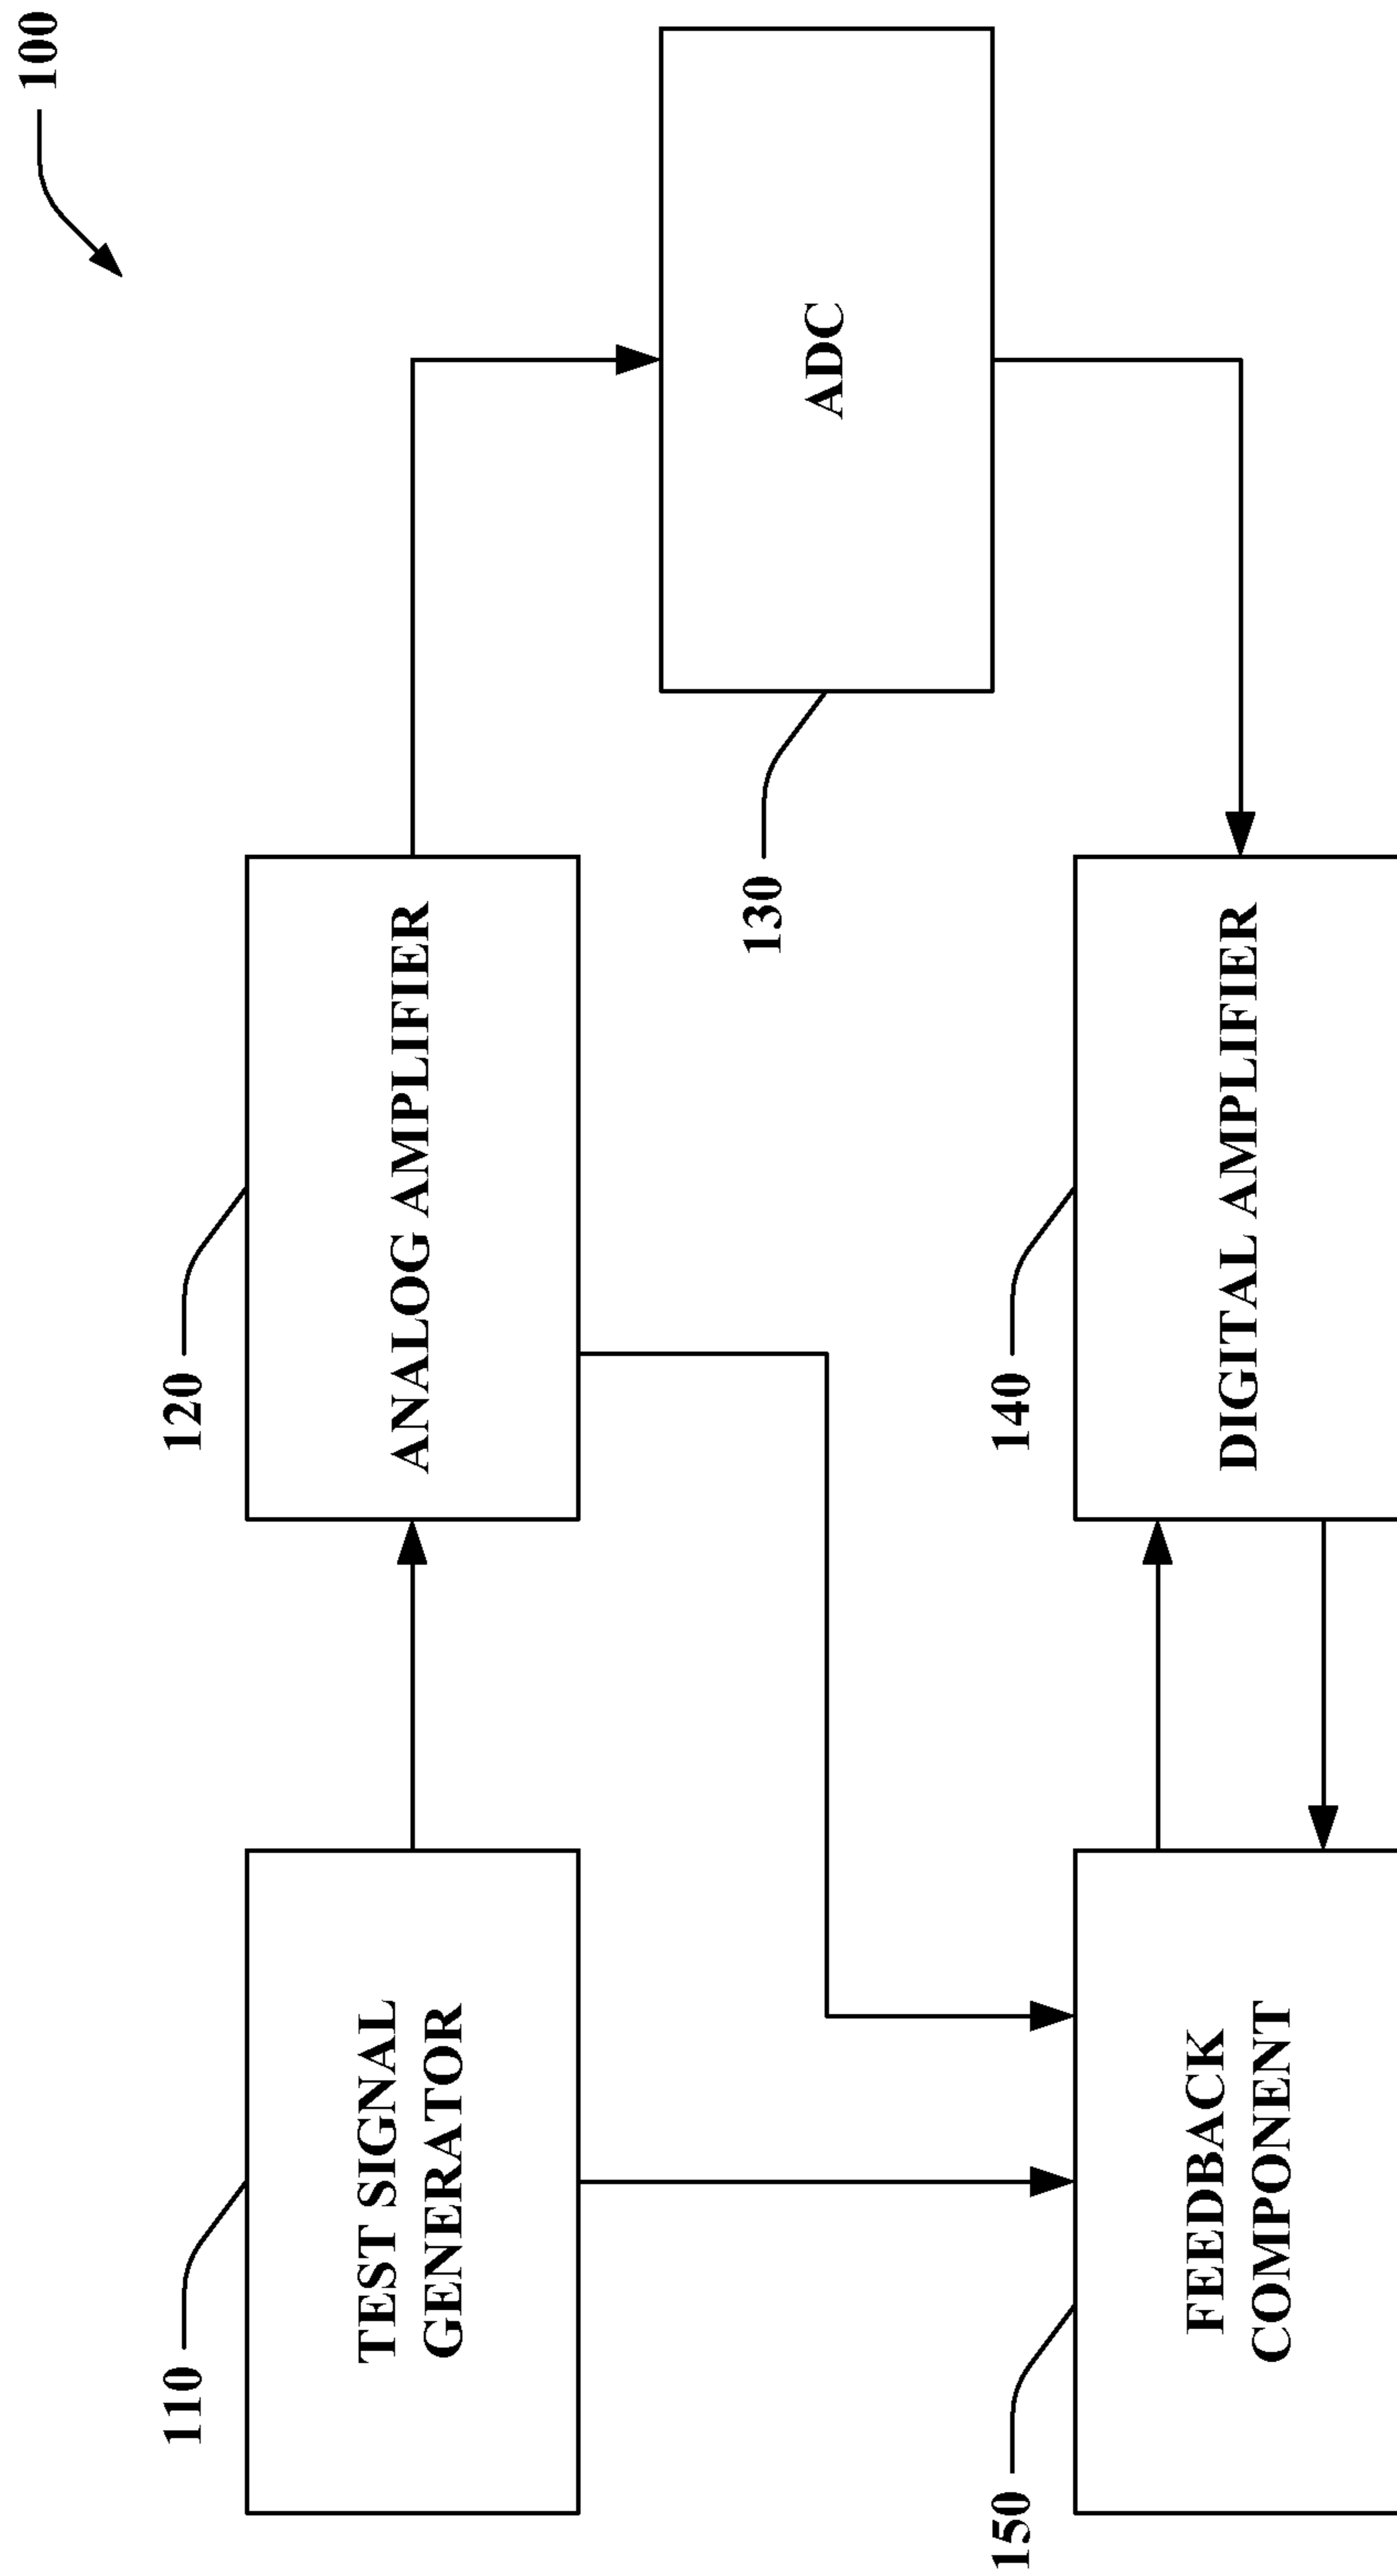 100
110
TEST SIGNAL
GENERATOR
120
ANALOG AMPLIFIER
130
ADC
140
DIGITAL AMPLIFIER
150
FEEDBACK
COMPONENT